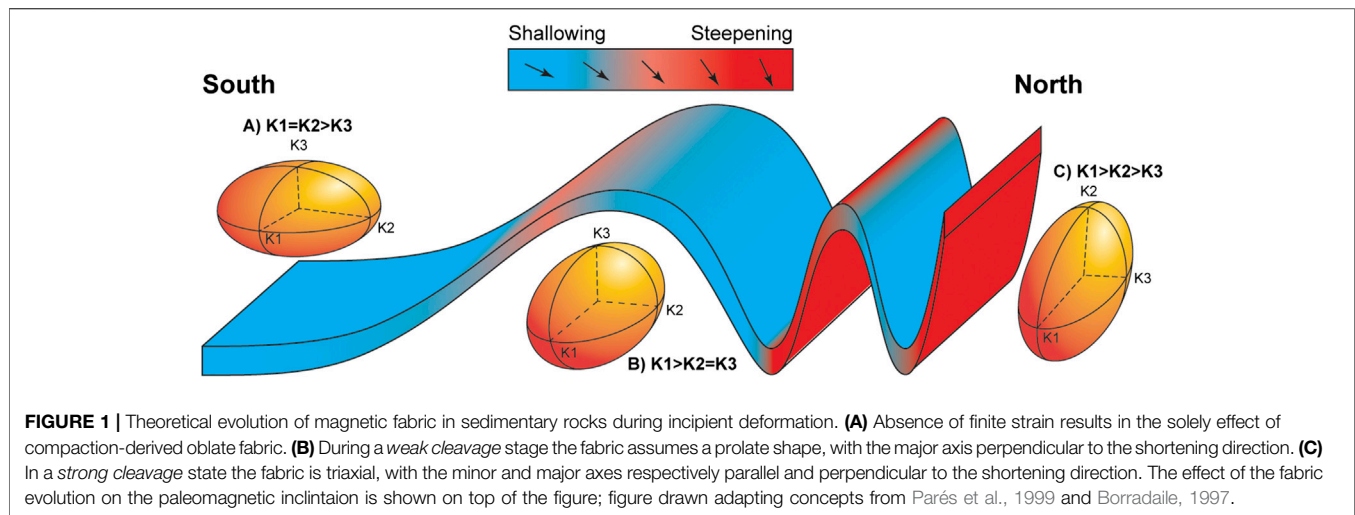 Shallowing Steepening
South
North
A) K1=K2>K3
K3
K1
K2
K3
K2
K1
B) K1>K2=K3
C) K1>K2>K3
K2
K3
K1
FIGURE 1 | Theoretical evolution of magnetic fabric in sedimentary rocks during incipient deformation. (A) Absence of finite strain results in the solely effect of
compaction-derived oblate fabric. (B) During a weak cleavage stage the fabric assumes a prolate shape, with the major axis perpendicular to the shortening direction. (C)
In a strong cleavage state the fabric is triaxial, with the minor and major axes respectively parallel and perpendicular to the shortening direction. The effect of the fabric
evolution on the paleomagnetic inclintaion is shown on top of the figure; figure drawn adapting concepts from Parés et al., 1999 and Borradaile, 1997.